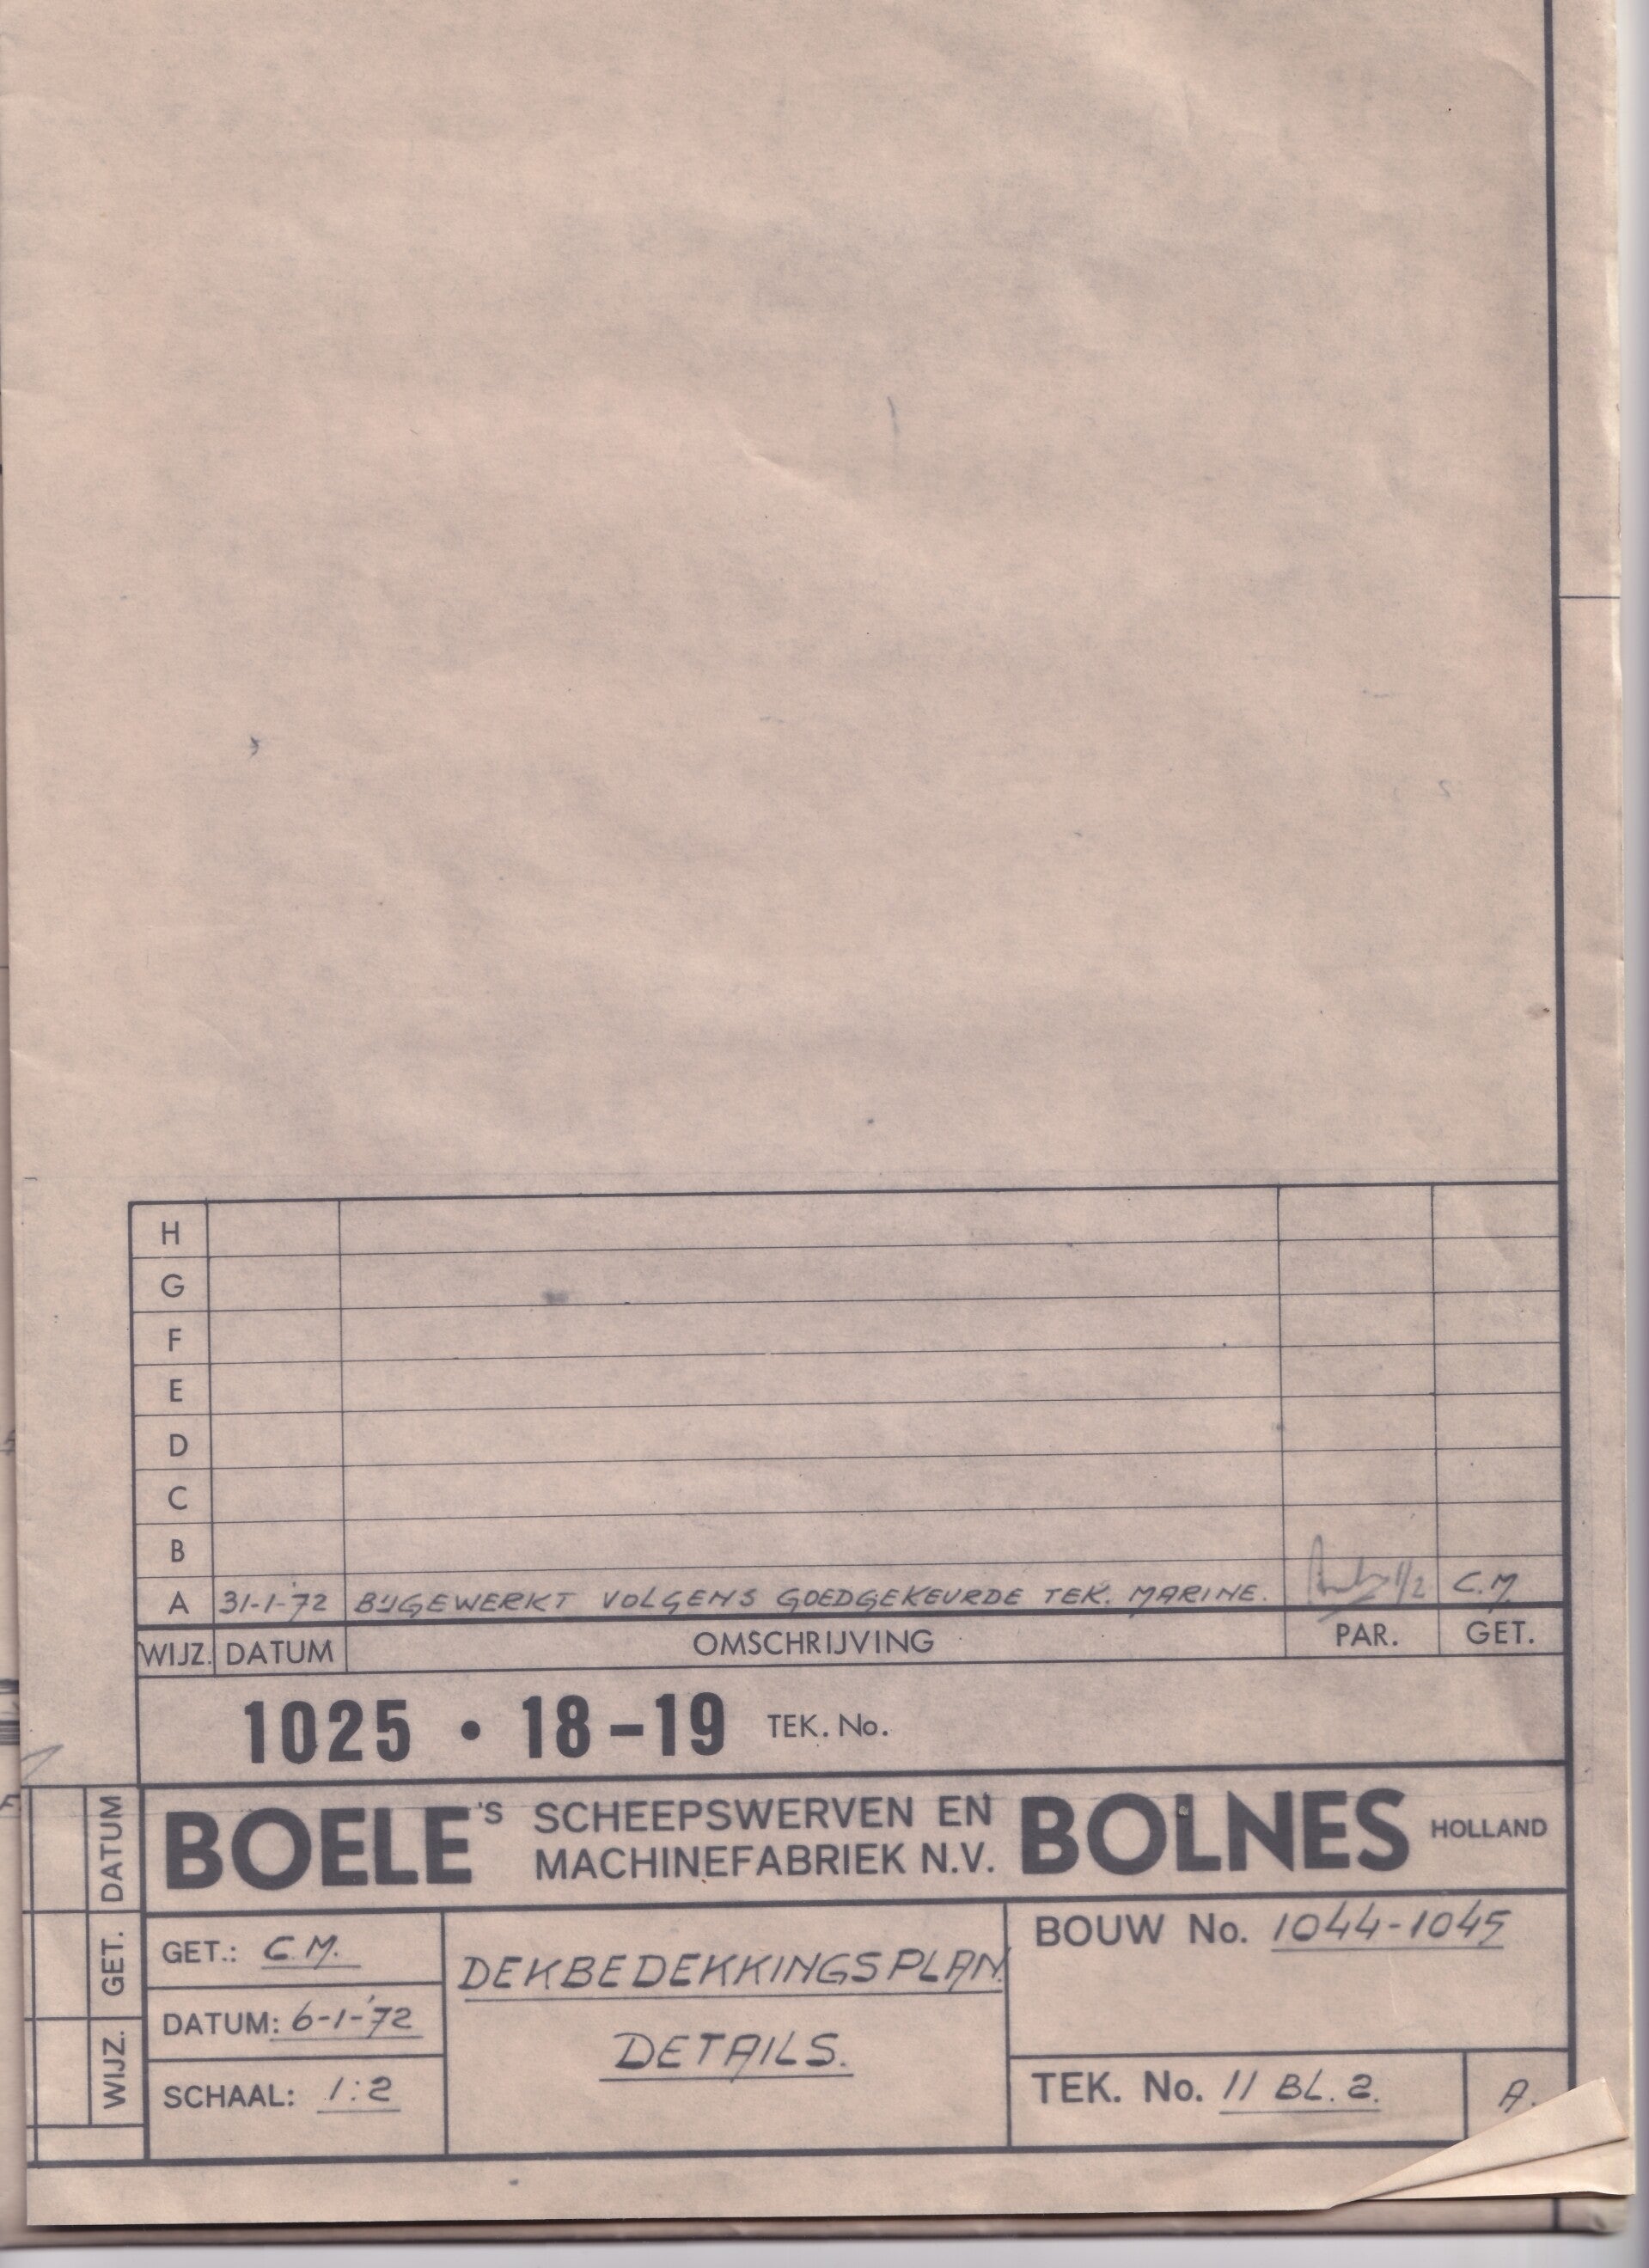 H
G
F
E
D
C
B
A 31-1-'72 BIJGEWERKT VOLGENS GOEDGEKEURDE TEK. MARINE. 1/2 C.M.
WIJZ. DATUM OMSCHRIJVING PAR. GET.
1025 • 18-19 TEK. No.
BOELE'S SCHEEPSWERVEN EN MACHINEFABRIEK N.V. BOLNES HOLLAND
DATUM
GET.
WIJZ.
GET.: C.M.
DATUM: 6-1-'72
SCHAAL: 1:2
DEKBEDEKKINGSPLAN.
DETAILS.
BOUW No. 1044-1045
TEK. No. 11 BL. 2. A.